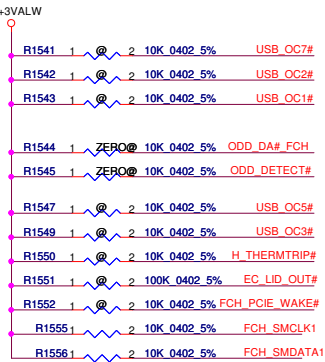 +3VALW
R1541 1 @ 2 10K_0402_5% USB_OC7#
R1542 1 @ 2 10K_0402_5% USB_OC2#
R1543 1 @ 2 10K_0402_5% USB_OC1#
R1544 1 ZERO@ 2 10K_0402_5% ODD_DA#_FCH
R1545 1 ZERO@ 2 10K_0402_5% ODD_DETECT#
R1547 1 @ 2 10K_0402_5% USB_OC5#
R1549 1 @ 2 10K_0402_5% USB_OC3#
R1550 1 @ 2 10K_0402_5% H_THERMTRIP#
R1551 1 @ 2 100K_0402_5% EC_LID_OUT#
R1552 1 @ 2 10K_0402_5% FCH_PCIE_WAKE#
R1555 1 2 10K_0402_5% FCH_SMCLK1
R1556 1 2 10K_0402_5% FCH_SMDATA1